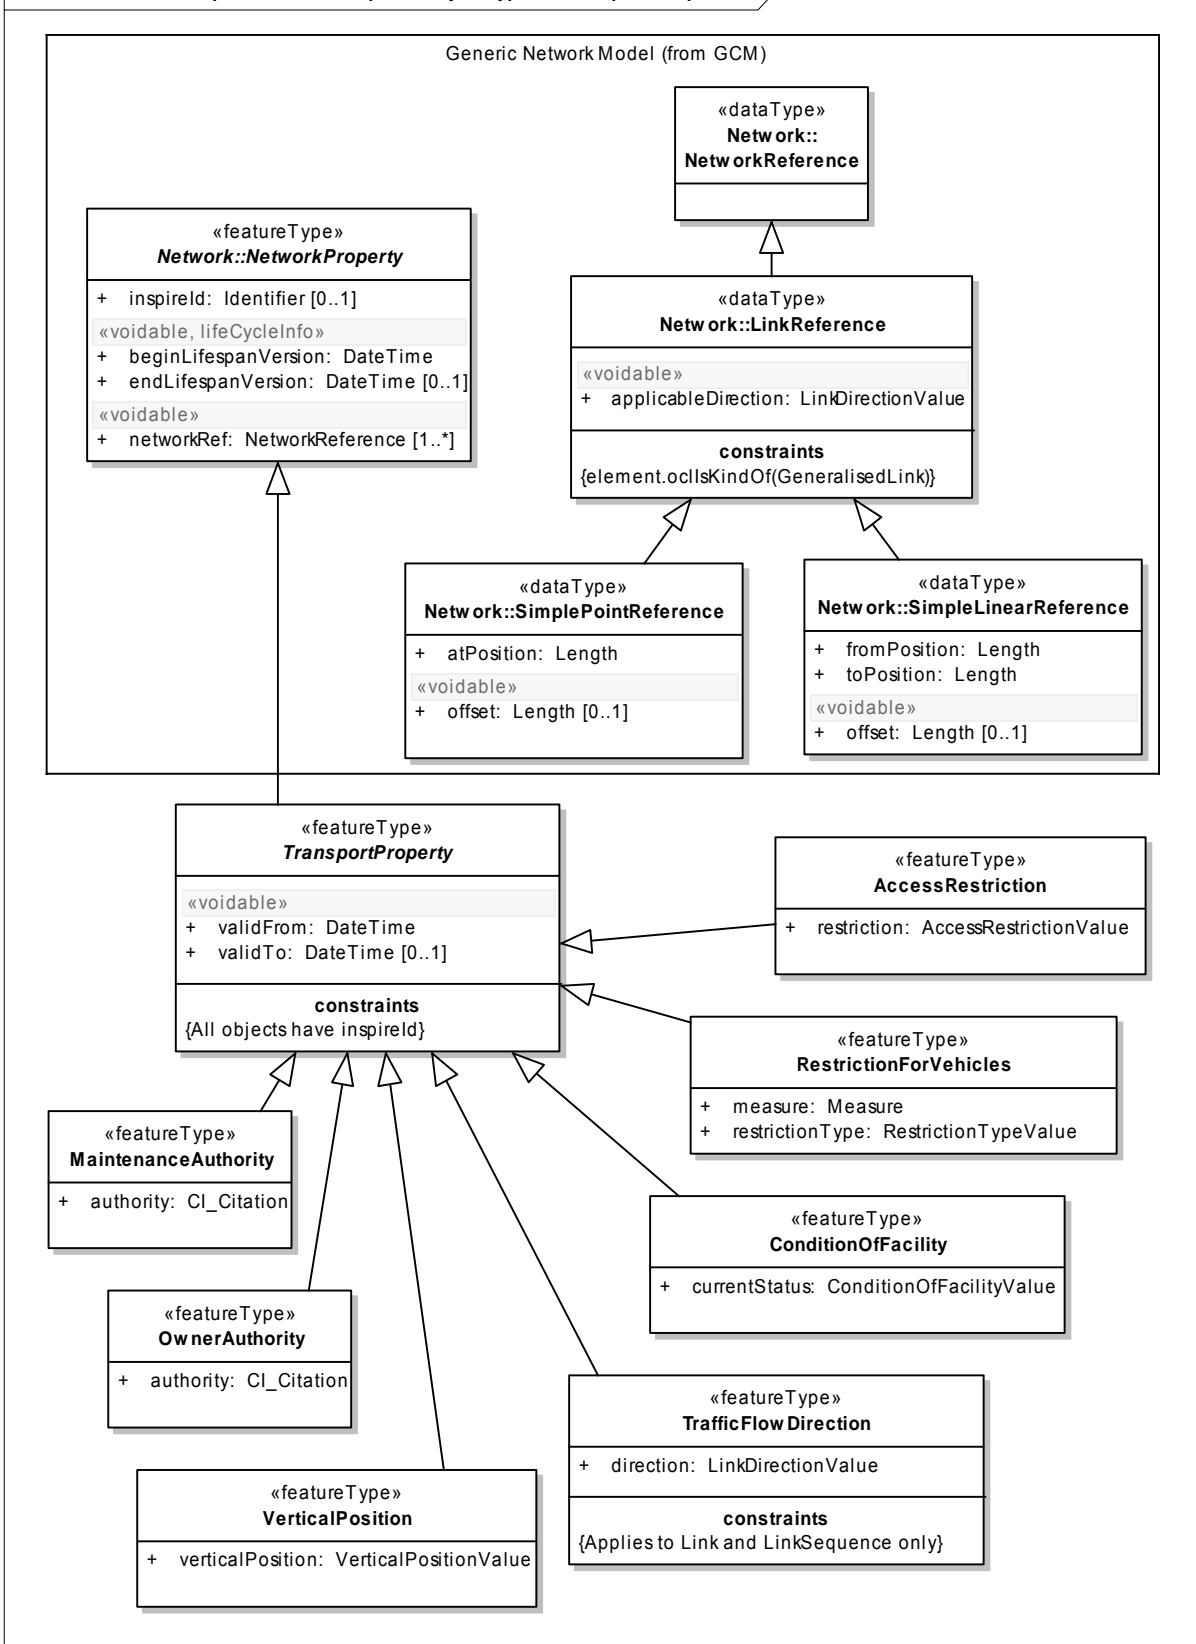 Generic Network Model (from GCM)
«dataType»
Network::
NetworkReference
«featureType»
Network::NetworkProperty
+ inspireId: Identifier [0..1]
«voidable, lifeCycleInfo»
+ beginLifespanVersion: DateTime
+ endLifespanVersion: DateTime [0..1]
«voidable»
+ networkRef: NetworkReference [1..*]
«dataType»
Network::LinkReference
«voidable»
+ applicableDirection: LinkDirectionValue
constraints
{element.oclIsKindOf(GeneralisedLink)}
«dataType»
Network::SimplePointReference
+ atPosition: Length
«voidable»
+ offset: Length [0..1]
«dataType»
Network::SimpleLinearReference
+ fromPosition: Length
+ toPosition: Length
«voidable»
+ offset: Length [0..1]
«featureType»
TransportProperty
«voidable»
+ validFrom: DateTime
+ validTo: DateTime [0..1]
constraints
{All objects have inspireId}
«featureType»
AccessRestriction
+ restriction: AccessRestrictionValue
«featureType»
RestrictionForVehicles
+ measure: Measure
+ restrictionType: RestrictionTypeValue
«featureType»
MaintenanceAuthority
+ authority: CI_Citation
«featureType»
ConditionOfFacility
+ currentStatus: ConditionOfFacilityValue
«featureType»
OwnerAuthority
+ authority: CI_Citation
«featureType»
TrafficFlowDirection
+ direction: LinkDirectionValue
constraints
{Applies to Link and LinkSequence only}
«featureType»
VerticalPosition
+ verticalPosition: VerticalPositionValue